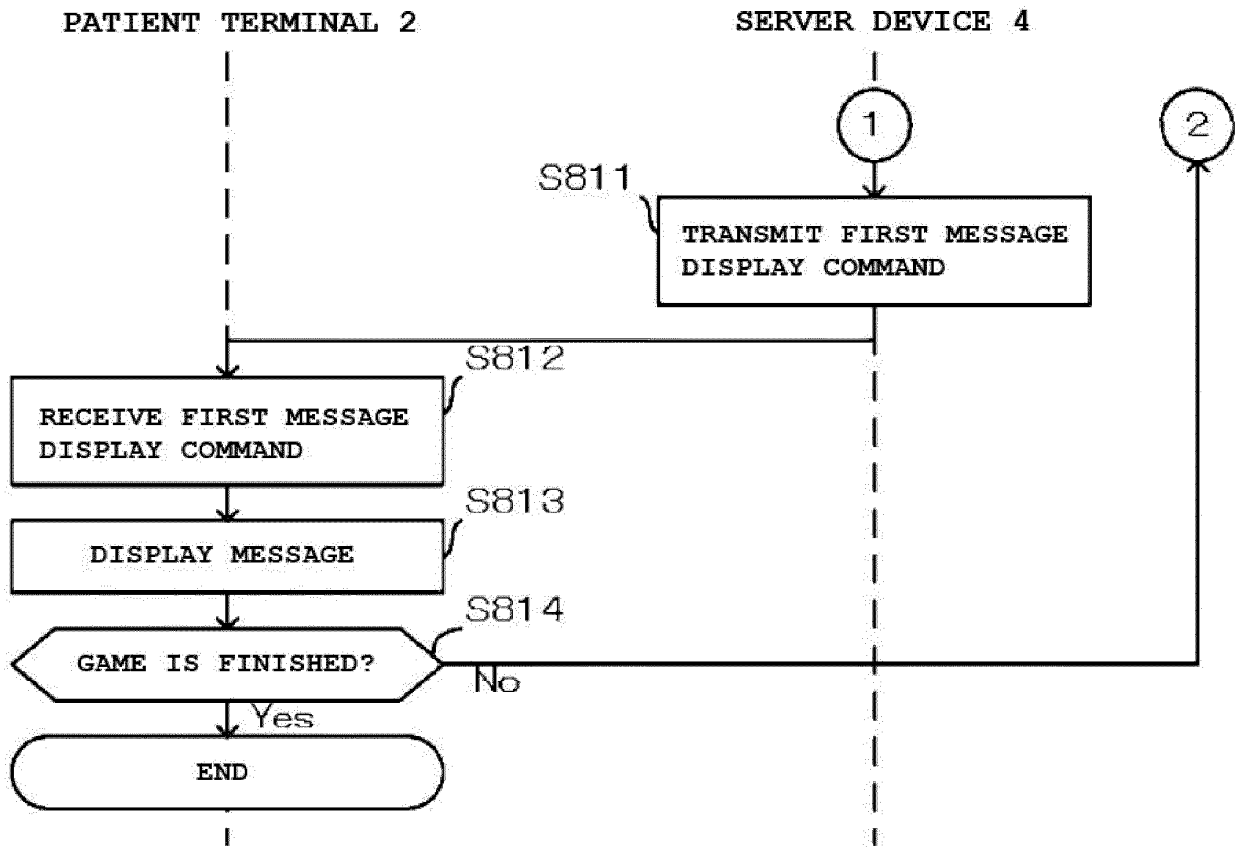 PATIENT TERMINAL 2
SERVER DEVICE 4
1
2
S811
TRANSMIT FIRST MESSAGE
DISPLAY COMMAND
S812
RECEIVE FIRST MESSAGE
DISPLAY COMMAND
S813
DISPLAY MESSAGE
S814
GAME IS FINISHED?
No
Yes
END